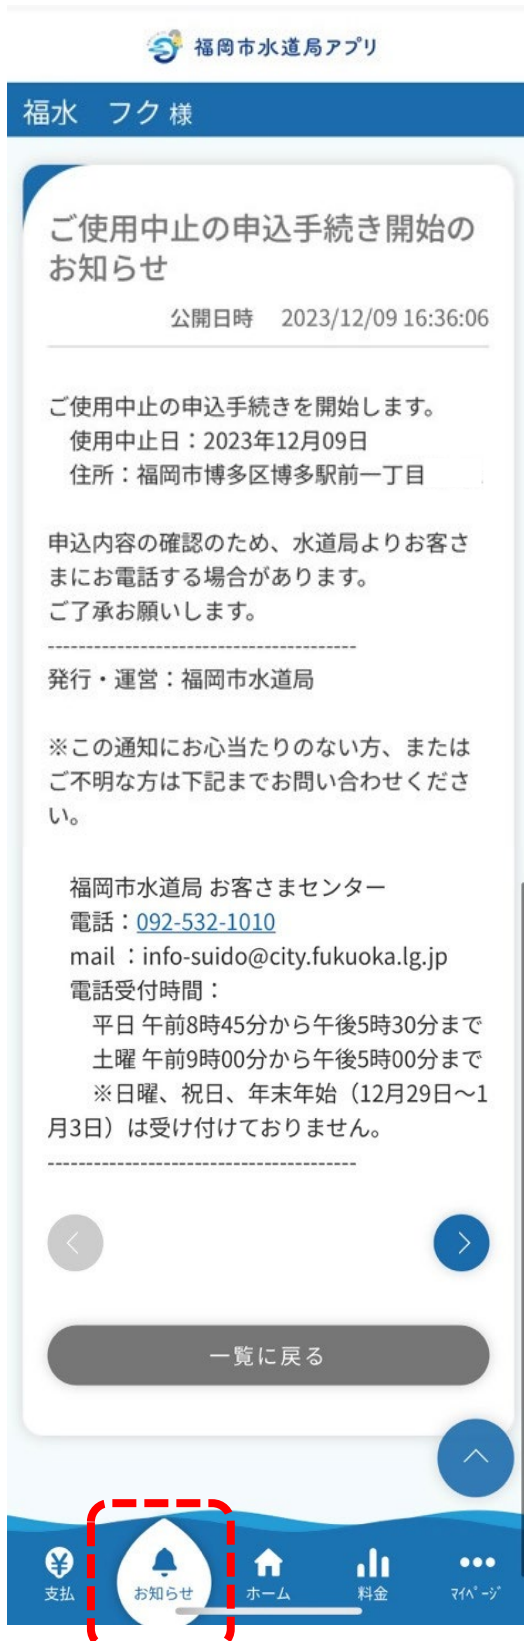 福岡市水道局アプリ
福水　フク 様
ご使用中止の申込手続き開始の
お知らせ
公開日時　2023/12/09 16:36:06
ご使用中止の申込手続きを開始します。
使用中止日：2023年12月09日
住所：福岡市博多区博多駅前一丁目
申込内容の確認のため、水道局よりお客さ
まにお電話する場合があります。
ご了承お願いします。
----------------------------------------
発行・運営：福岡市水道局
※この通知にお心当たりのない方、または
ご不明な方は下記までお問い合わせくださ
い。
福岡市水道局 お客さまセンター
電話：092-532-1010
mail ：info-suido@city.fukuoka.lg.jp
電話受付時間：
平日 午前8時45分から午後5時30分まで
土曜 午前9時00分から午後5時00分まで
※日曜、祝日、年末年始（12月29日～1
月3日）は受け付けておりません。
----------------------------------------
一覧に戻る
支払 お知らせ ホーム 料金 ﾏｲﾍﾟｰｼﾞ